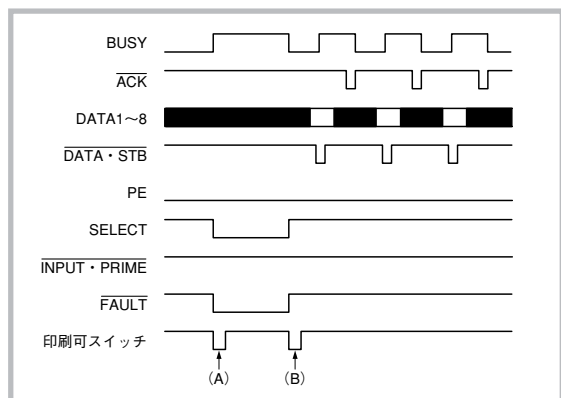 BUSY
ACK
DATA1〜8
DATA・STB
PE
SELECT
INPUT・PRIME
FAULT
印刷可スイッチ
(A) (B)